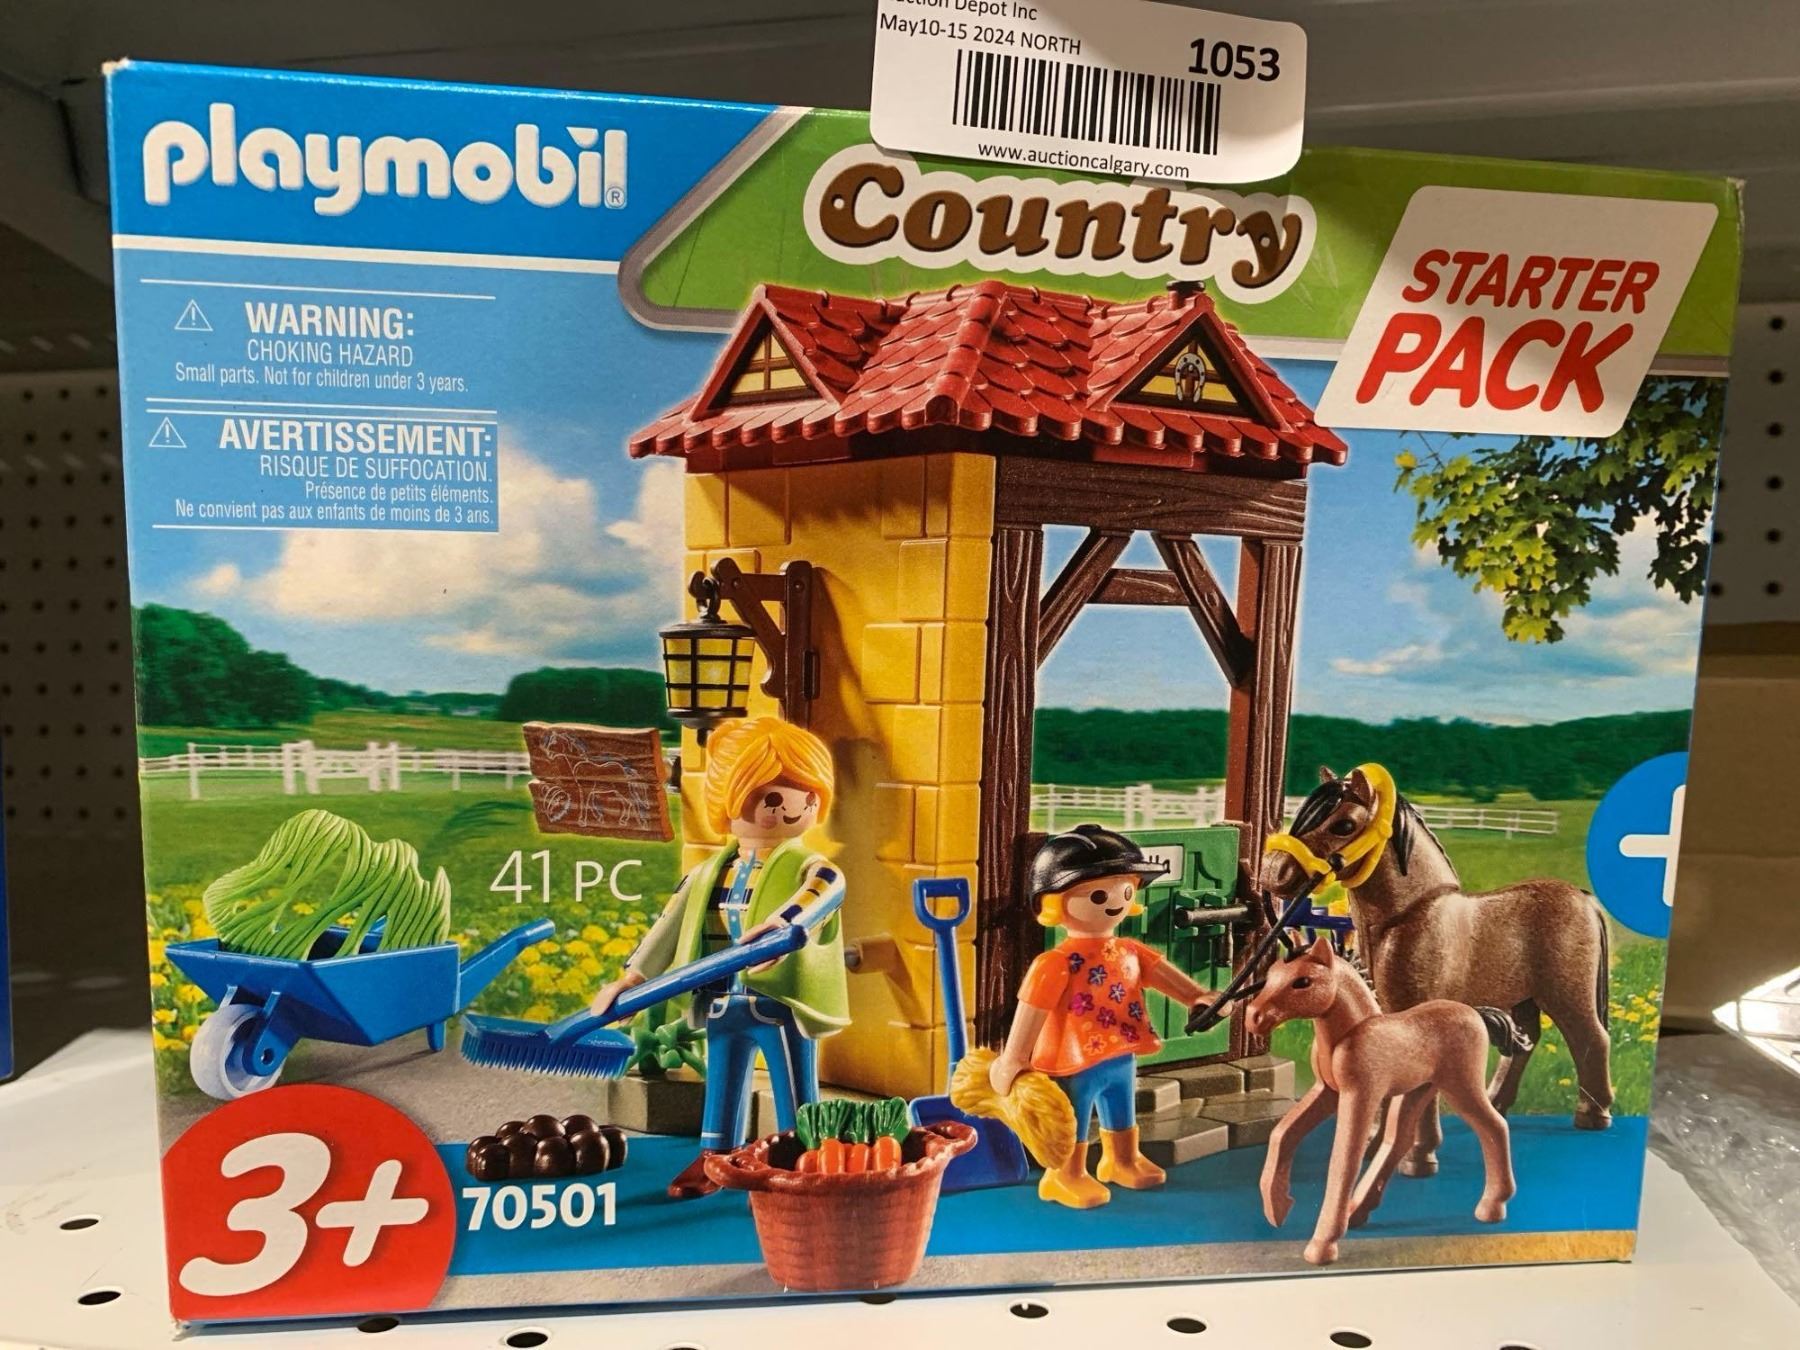 Depot Inc
May10-15 2024 NORTH
1053
www.auctioncalgary.com
playmobil®
Country
STARTER
PACK
WARNING:
CHOKING HAZARD
Small parts. Not for children under 3 years.
AVERTISSEMENT:
RISQUE DE SUFFOCATION.
Présence de petits éléments.
Ne convient pas aux enfants de moins de 3 ans.
41 PC
+
3+
70501